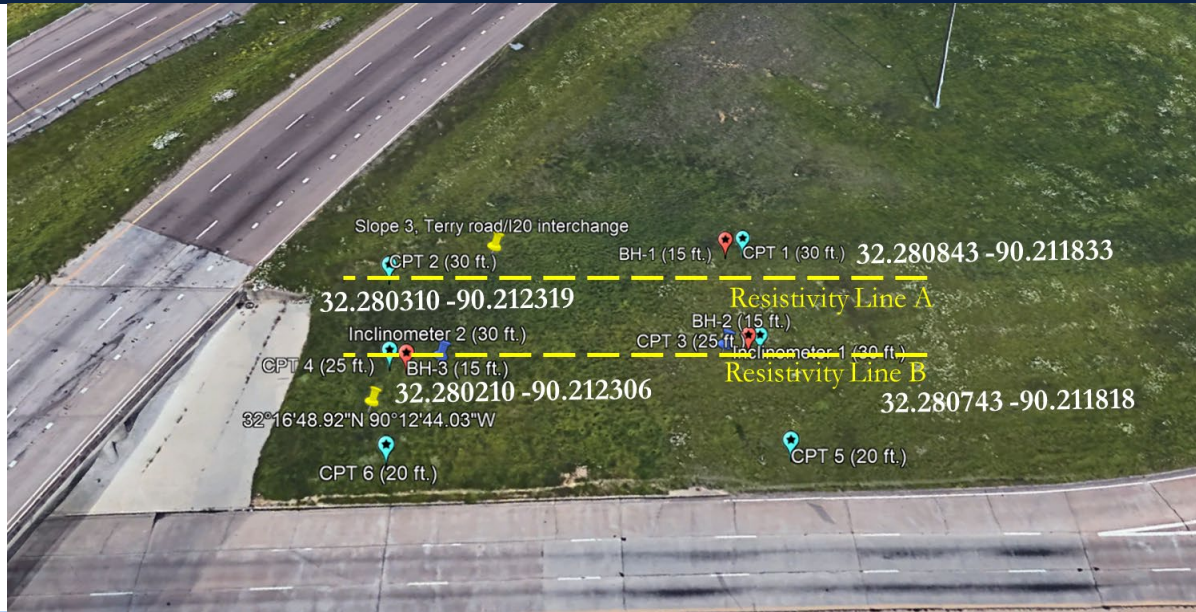 Slope 3, Terry road/I20 interchange
BH-1 (15 ft.)
CPT 1 (30 ft.)
32.280843 -90.211833
CPT 2 (30 ft.)
32.280310 -90.212319
Resistivity Line A
BH-2 (15 ft.)
Inclinometer 2 (30 ft.)
CPT 3 (25 ft.)
Inclinometer 1 (30 ft.)
CPT 4 (25 ft.)
BH-3 (15 ft.)
Resistivity Line B
32.280210 -90.212306
32.280743 -90.211818
32°16'48.92"N 90°12'44.03"W
CPT 6 (20 ft.)
CPT 5 (20 ft.)